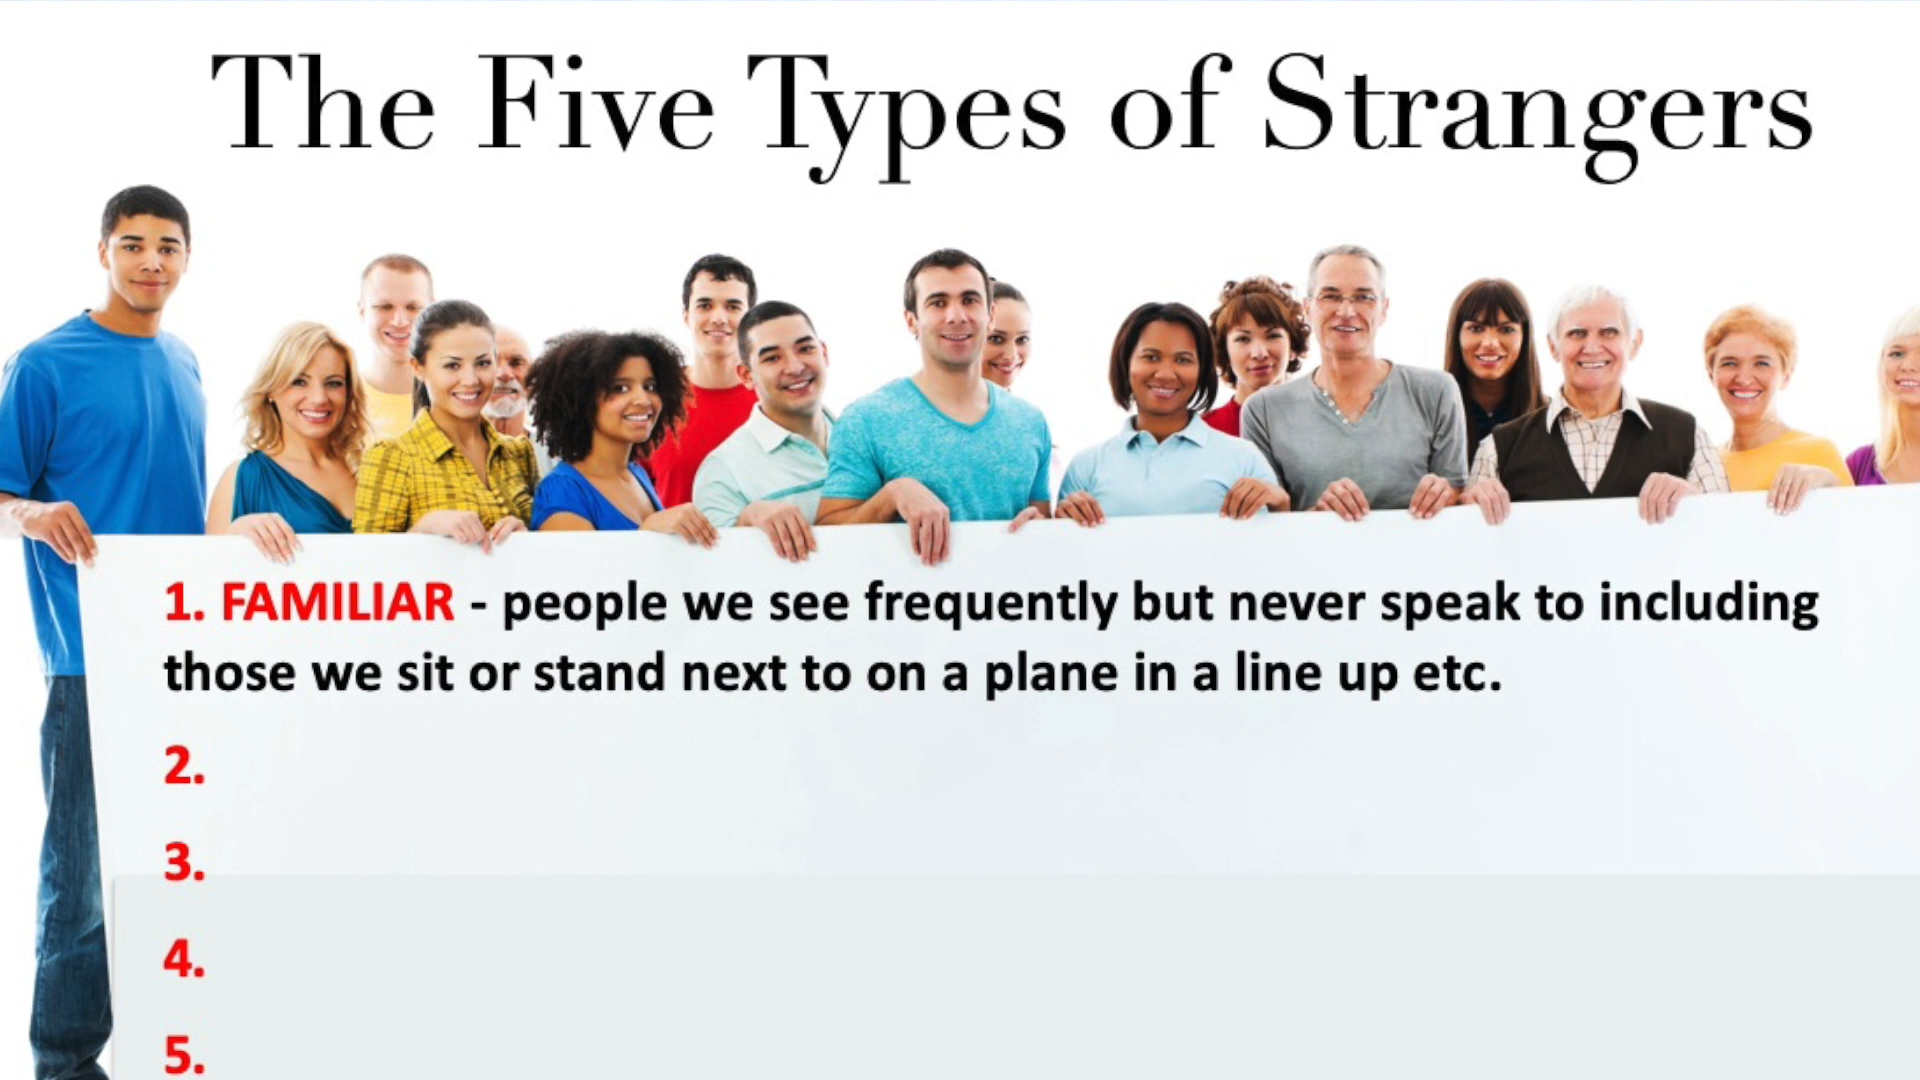 The Five Types of Strangers
1. FAMILIAR - people we see frequently but never speak to including
those we sit or stand next to on a plane in a line up etc.
2.
3.
4.
5.